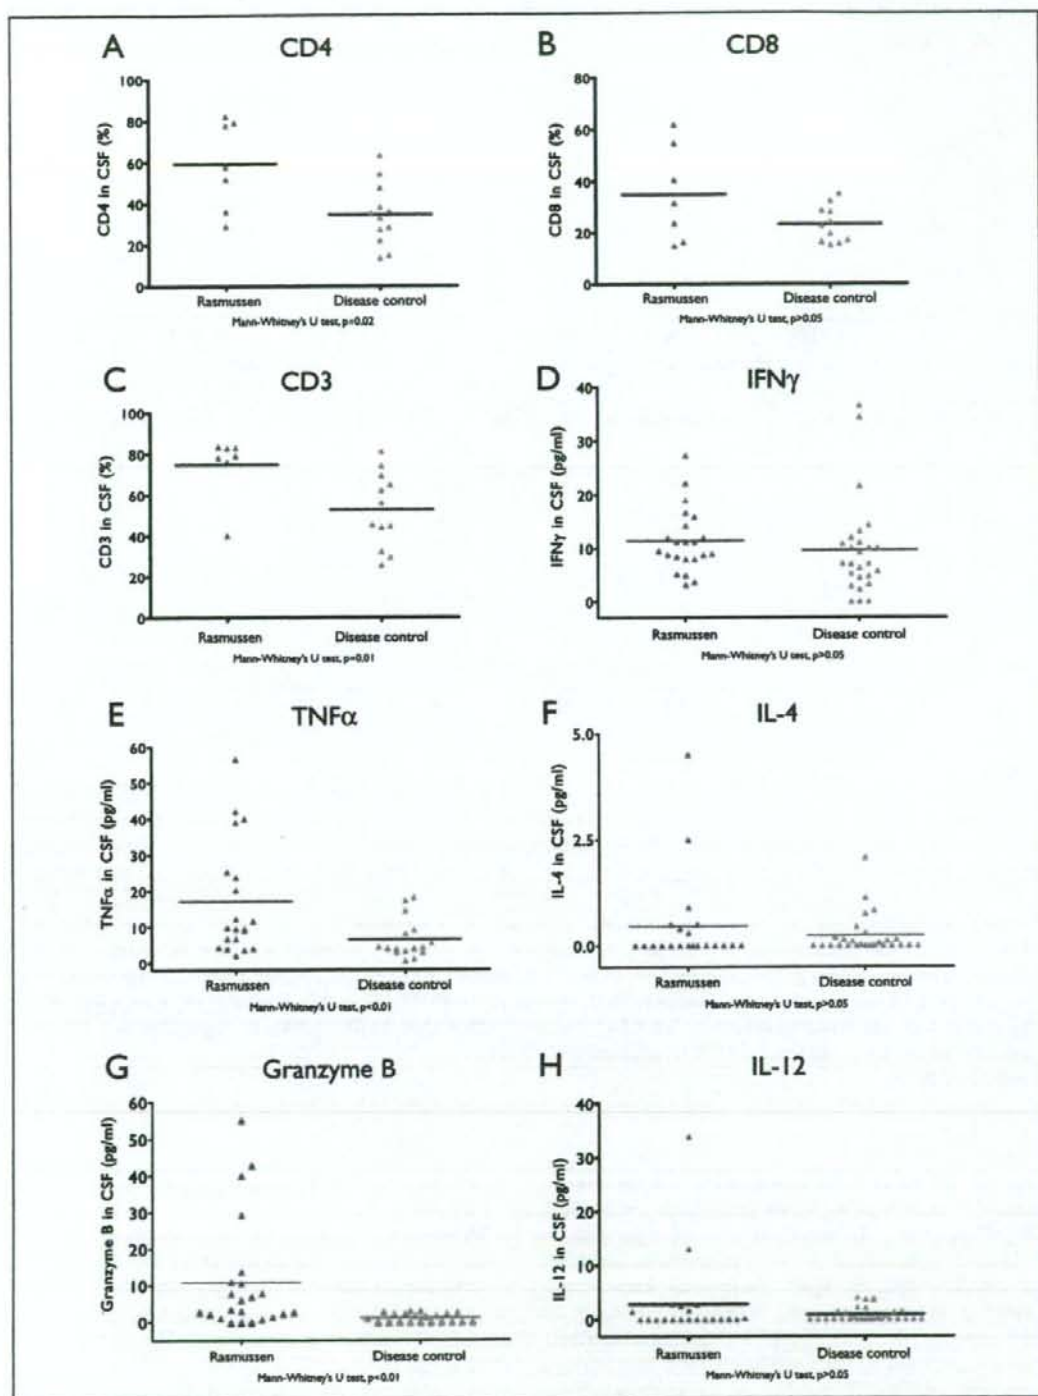 A CD4
100
80
60
40
20
0
CD4 in CSF (%)
Rasmussen Disease control
Mann-Whitney's U test, p=0.02
B CD8
80
60
40
20
0
CD8 in CSF (%)
Rasmussen Disease control
Mann-Whitney's U test, p>0.05
C CD3
100
80
60
40
20
0
CD3 in CSF (%)
Rasmussen Disease control
Mann-Whitney's U test, p=0.01
D IFNγ
40
30
20
10
0
IFNγ in CSF (pg/ml)
Rasmussen Disease control
Mann-Whitney's U test, p>0.05
E TNFα
60
50
40
30
20
10
0
TNFα in CSF (pg/ml)
Rasmussen Disease control
Mann-Whitney's U test, p<0.01
F IL-4
5.0
2.5
0.0
IL-4 in CSF (pg/ml)
Rasmussen Disease control
Mann-Whitney's U test, p>0.05
G Granzyme B
60
50
40
30
20
10
0
Granzyme B in CSF (pg/ml)
Rasmussen Disease control
Mann-Whitney's U test, p<0.01
H IL-12
40
30
20
10
0
IL-12 in CSF (pg/ml)
Rasmussen Disease control
Mann-Whitney's U test, p>0.05